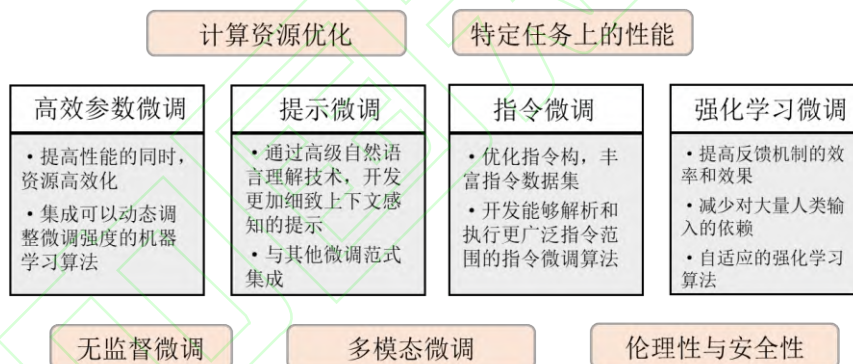 计算资源优化
特定任务上的性能
高效参数微调
•提高性能的同时，
资源高效化
•集成可以动态调
整微调强度的机器
学习算法
提示微调
•通过高级自然语
言理解技术，开发
更加细致上下文感
知的提示
•与其他微调范式
集成
指令微调
•优化指令构，丰
富指令数据集
•开发能够解析和
执行更广泛指令范
围的指令微调算法
强化学习微调
•提高反馈机制的效
率和效果
•减少对大量人类输
入的依赖
•自适应的强化学习
算法
无监督微调
多模态微调
伦理性与安全性